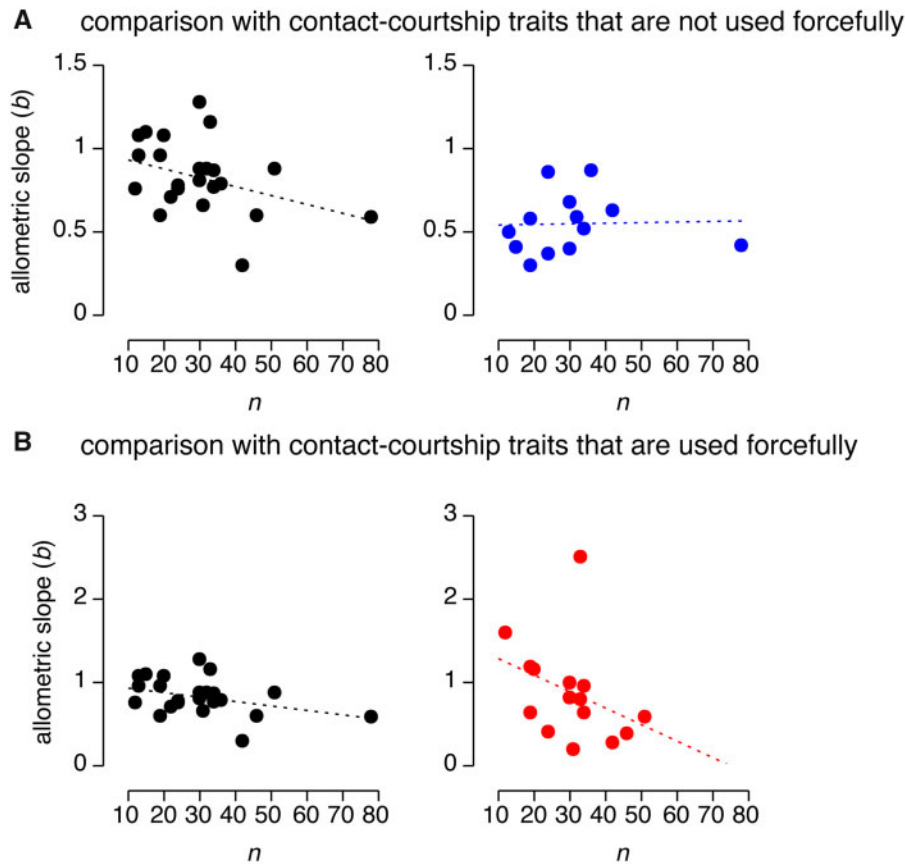 A comparison with contact-courtship traits that are not used forcefully
allometric slope (b)
1.5
1
0.5
0
10 20 30 40 50 60 70 80
n
1.5
1
0.5
0
10 20 30 40 50 60 70 80
n
B comparison with contact-courtship traits that are used forcefully
allometric slope (b)
3
2
1
0
10 20 30 40 50 60 70 80
n
3
2
1
0
10 20 30 40 50 60 70 80
n